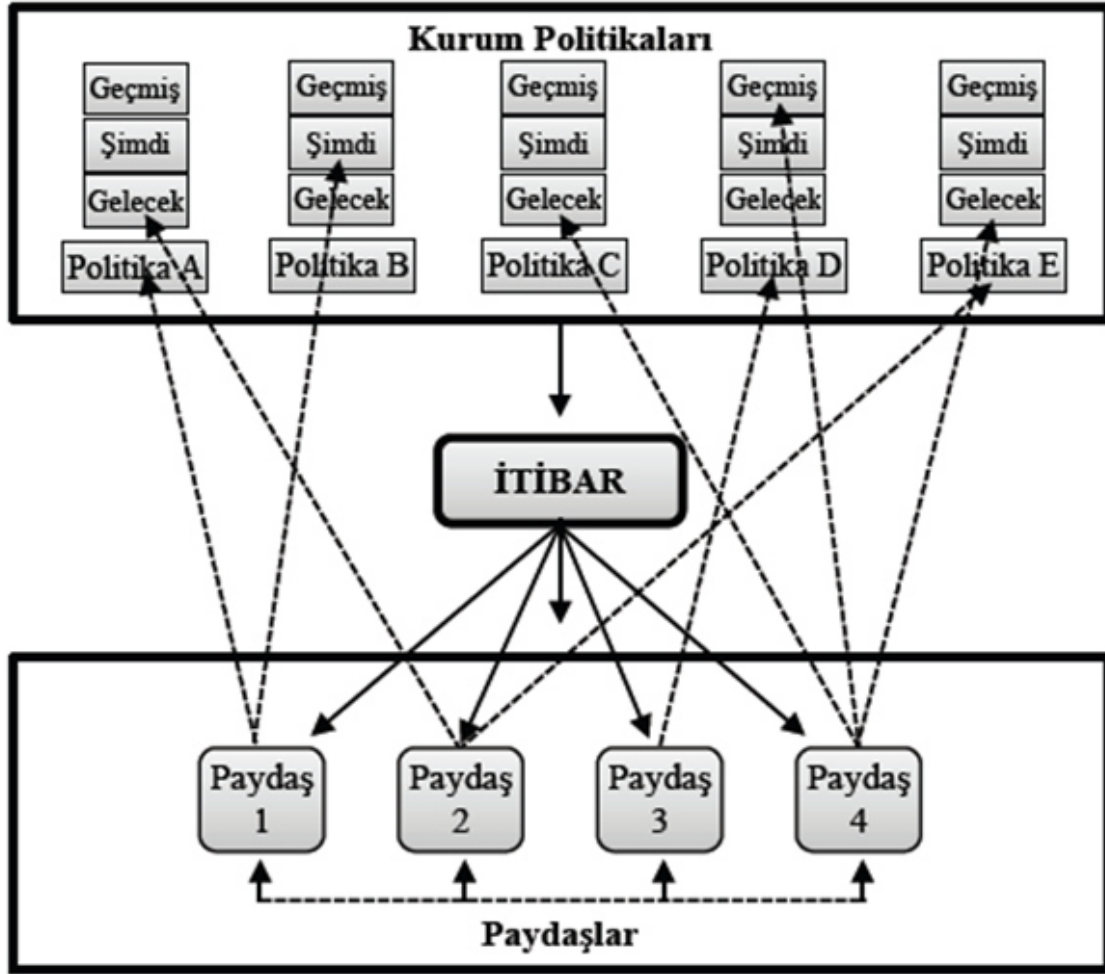 Kurum Politikaları
Geçmiş Geçmiş Geçmiş Geçmiş Geçmiş
Şimdi Şimdi Şimdi Şimdi Şimdi
Gelecek Gelecek Gelecek Gelecek Gelecek
Politika A Politika B Politika C Politika D Politika E
İTİBAR
Paydaş Paydaş Paydaş Paydaş
1 2 3 4
Paydaşlar